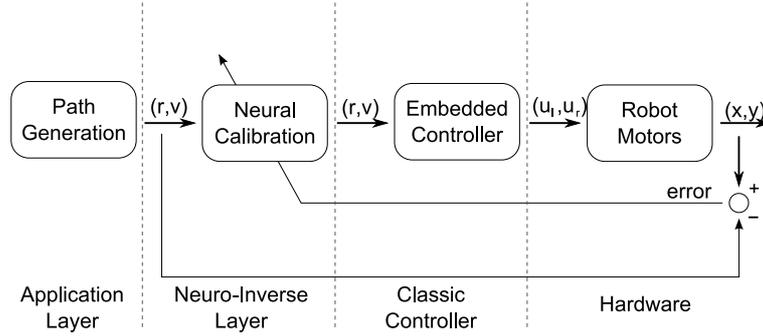 Path
Generation
(r,v)
Neural
Calibration
(r,v)
Embedded
Controller
(u_l,u_r)
Robot
Motors
(x,y)
+
error
−
Application
Layer
Neuro-Inverse
Layer
Classic
Controller
Hardware